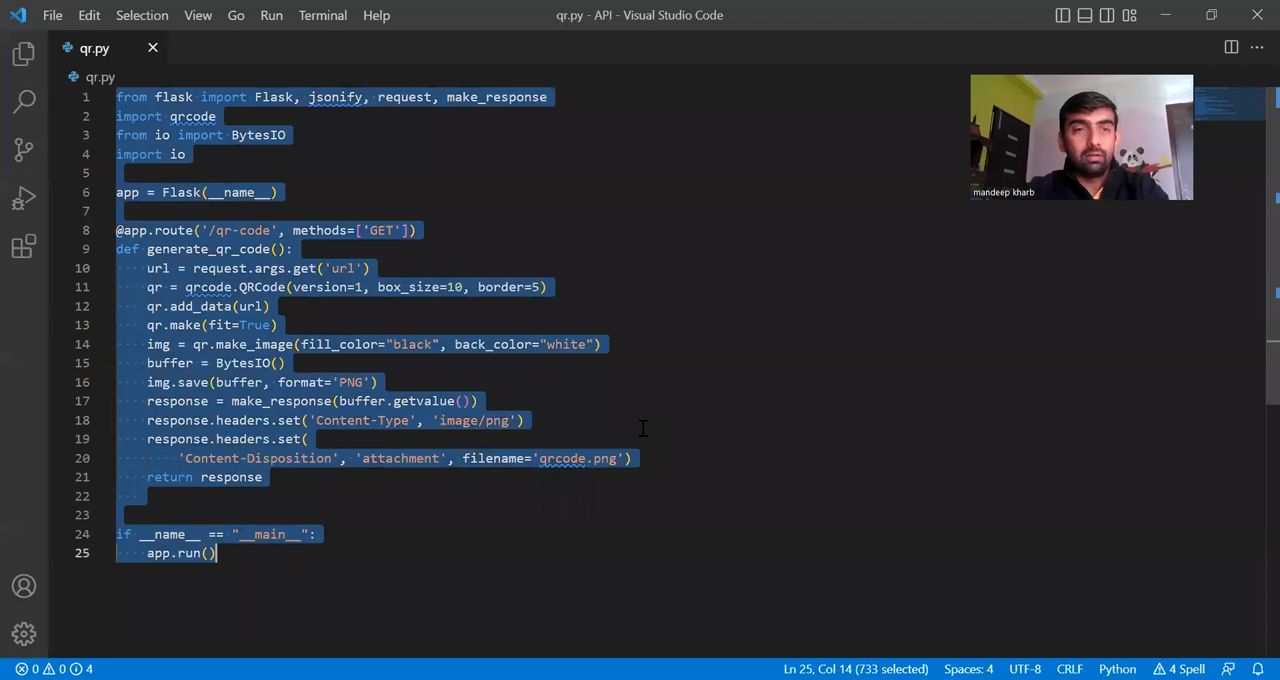 File Edit Selection View Go Run Terminal Help qr.py - API - Visual Studio Code
qr.py
qr.py
1 from flask import Flask, jsonify, request, make_response
2 import qrcode
3 from io import BytesIO
4 import io
5
6 app = Flask(__name__)
7
8 @app.route('/qr-code', methods=['GET'])
9 def generate_qr_code():
10 url = request.args.get('url')
11 qr = qrcode.QRCode(version=1, box_size=10, border=5)
12 qr.add_data(url)
13 qr.make(fit=True)
14 img = qr.make_image(fill_color="black", back_color="white")
15 buffer = BytesIO()
16 img.save(buffer, format='PNG')
17 response = make_response(buffer.getvalue())
18 response.headers.set('Content-Type', 'image/png')
19 response.headers.set(
20 'Content-Disposition', 'attachment', filename='qrcode.png')
21 return response
22
23
24 if __name__ == "__main__":
25 app.run()
mandeep kharb
0 0 4 Ln 25, Col 14 (733 selected) Spaces: 4 UTF-8 CRLF Python 4 Spell